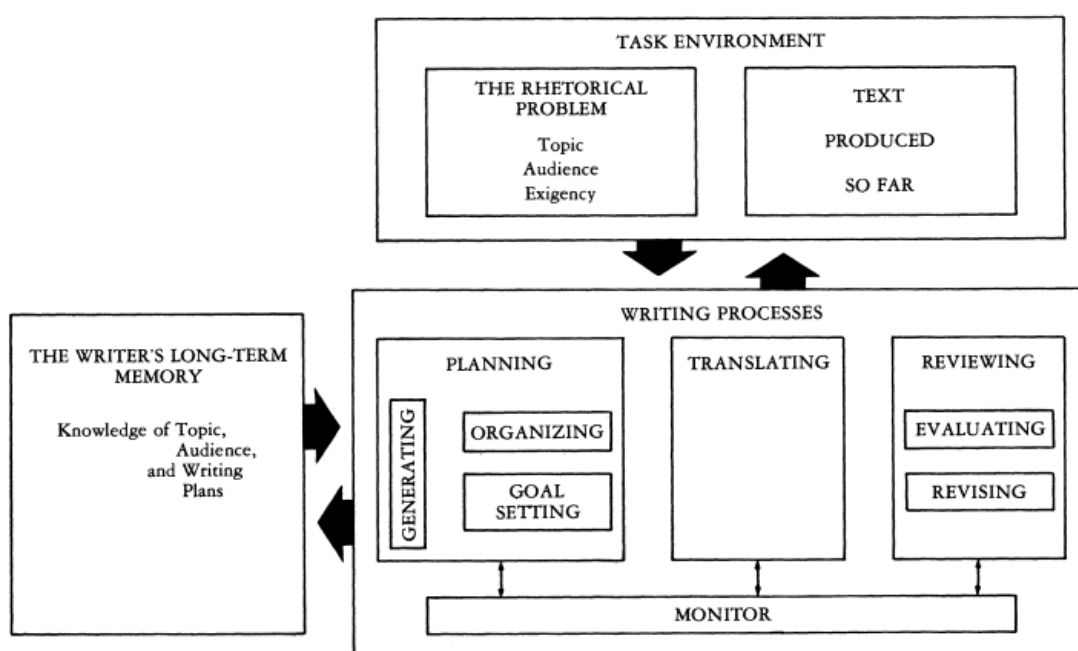 TASK ENVIRONMENT
THE RHETORICAL
PROBLEM
Topic
Audience
Exigency
TEXT
PRODUCED
SO FAR
THE WRITER'S LONG-TERM
MEMORY
Knowledge of Topic,
Audience,
and Writing
Plans
WRITING PROCESSES
PLANNING
GENERATING
ORGANIZING
GOAL
SETTING
TRANSLATING
REVIEWING
EVALUATING
REVISING
MONITOR